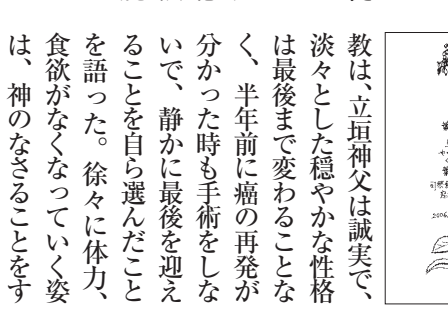 教は、立垣神父は誠実で、
淡々とした穏やかな性格
は最後まで変わることな
く、半年前に癌の再発が
分かった時も手術をしな
いで、静かに最後を迎え
ることを自ら選んだこと
を語った。徐々に体力、
食欲がなくなっていく姿
は、神のなさることをす